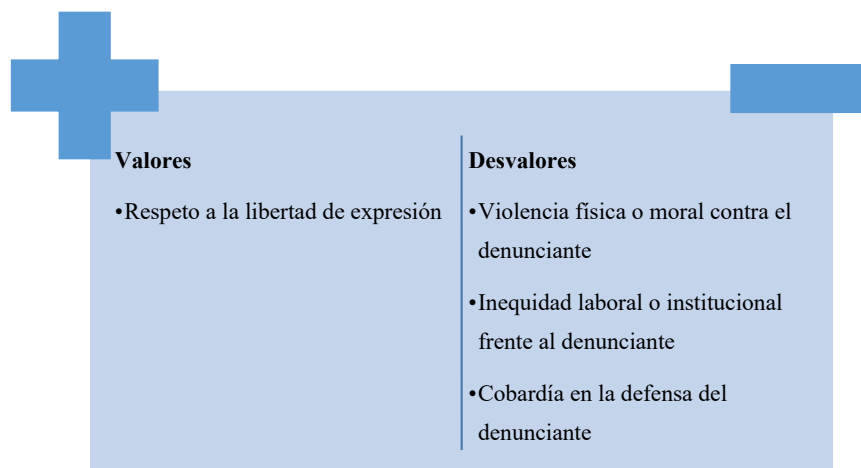 Valores
•Respeto a la libertad de expresión
Desvalores
•Violencia física o moral contra el
denunciante
•Inequidad laboral o institucional
frente al denunciante
•Cobardía en la defensa del
denunciante